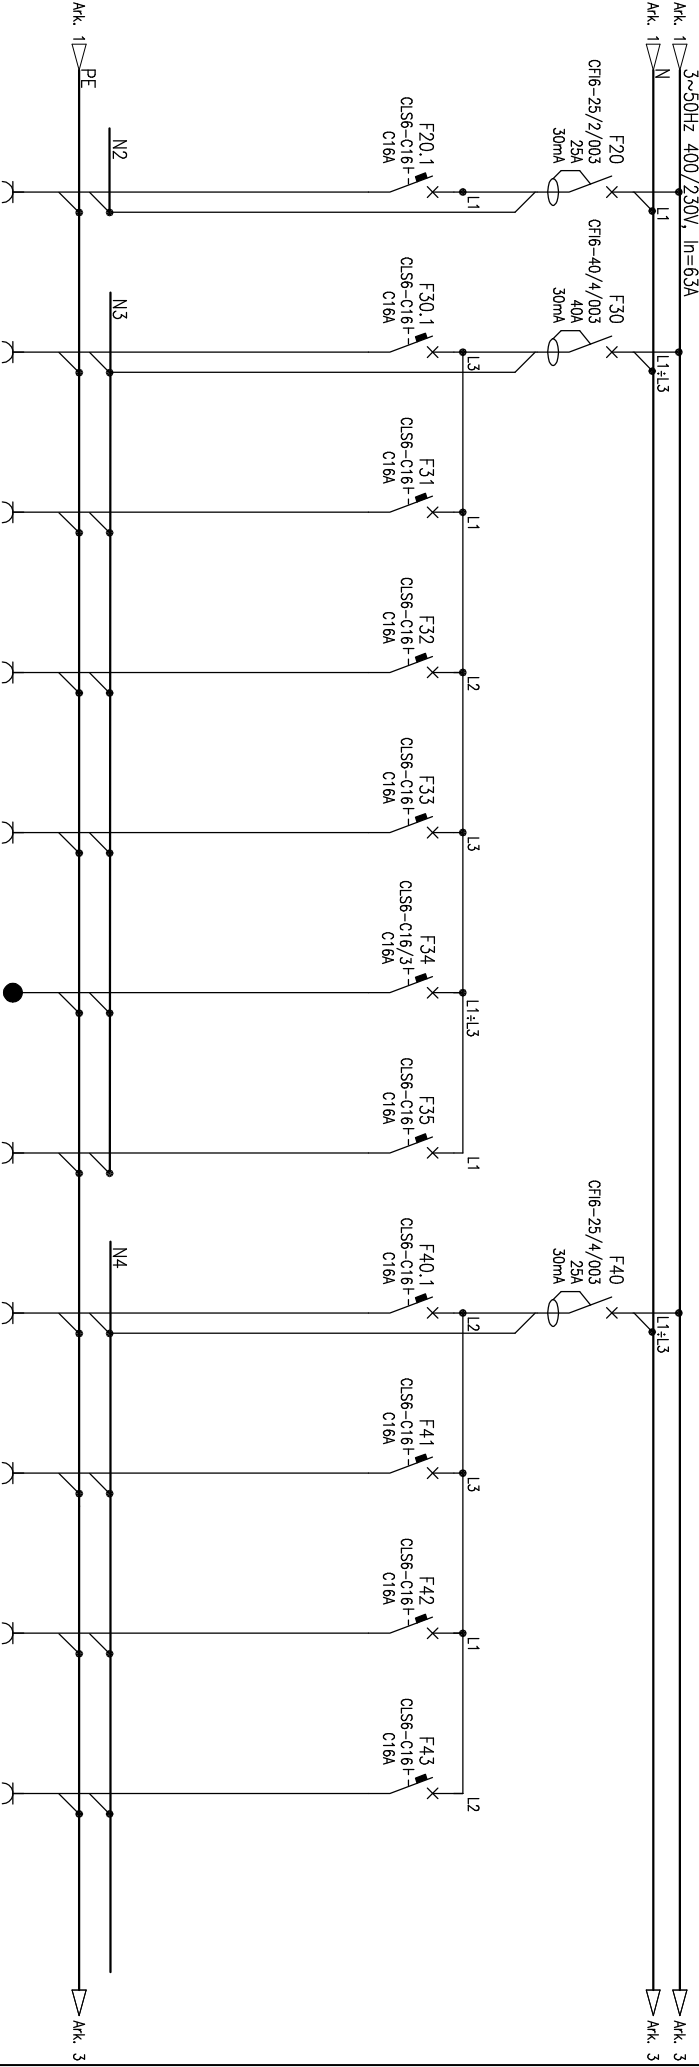 Ark. 1
3~50Hz 400/230V, In=63A
Ark. 3
Ark. 1
N
Ark. 3
L1
L1÷L3
L1÷L3
F20
CFI6-25/2/003
25A
30mA
F30
CFI6-40/4/003
40A
30mA
F40
CFI6-25/4/003
25A
30mA
L1
L3
L1
L2
L3
L1÷L3
L1
L2
L3
L1
L2
F20.1
CLS6-C16
C16A
F30.1
CLS6-C16
C16A
F31
CLS6-C16
C16A
F32
CLS6-C16
C16A
F33
CLS6-C16
C16A
F34
CLS6-C16/3
C16A
F35
CLS6-C16
C16A
F40.1
CLS6-C16
C16A
F41
CLS6-C16
C16A
F42
CLS6-C16
C16A
F43
CLS6-C16
C16A
N2
N3
N4
Ark. 1
PE
Ark. 3